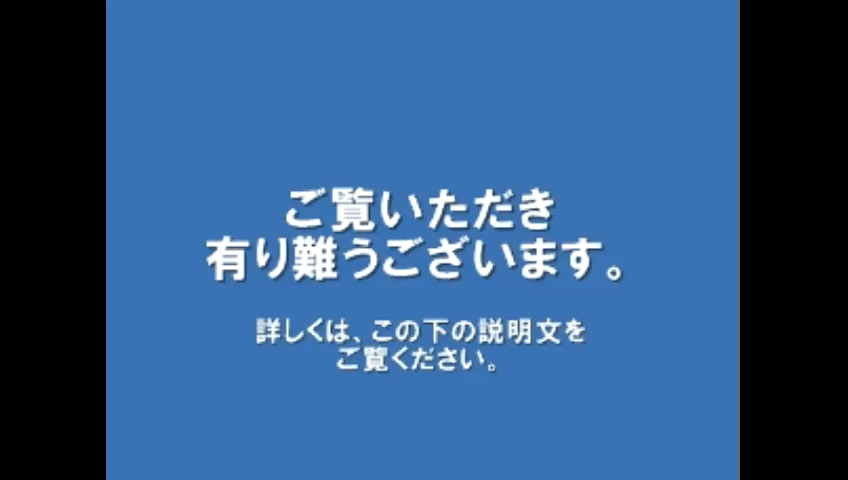 ご覧いただき
有り難うございます。
詳しくは、この下の説明文を
ご覧ください。